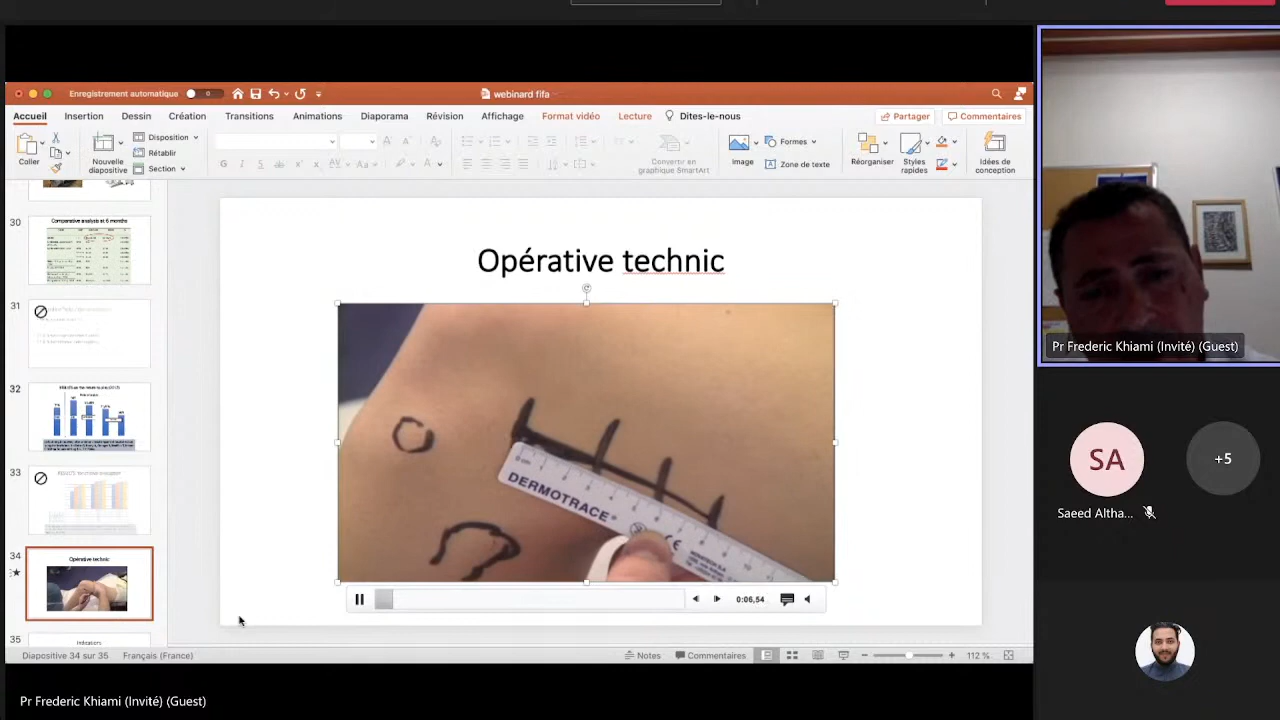 Enregistrement automatique
webinard fifa
Accueil Insertion Dessin Création Transitions Animations Diaporama Révision Affichage Format vidéo Lecture Dites-le-nous Partager Commentaires
Coller
Nouvelle diapositive
Disposition
Rétablir
Section
Convertir en graphique SmartArt
Image
Formes
Zone de texte
Réorganiser
Styles rapides
Idées de conception
30
Comparative analysis at 6 months
31
32
33
34
Opérative technic
35
Indications
Opérative technic
0 cm
DERMOTRACE
0:06,54
Diapositive 34 sur 35
Français (France)
Notes
Commentaires
112 %
Pr Frederic Khiami (Invité) (Guest)
Pr Frederic Khiami (Invité) (Guest)
SA
+5
Saeed Altha...